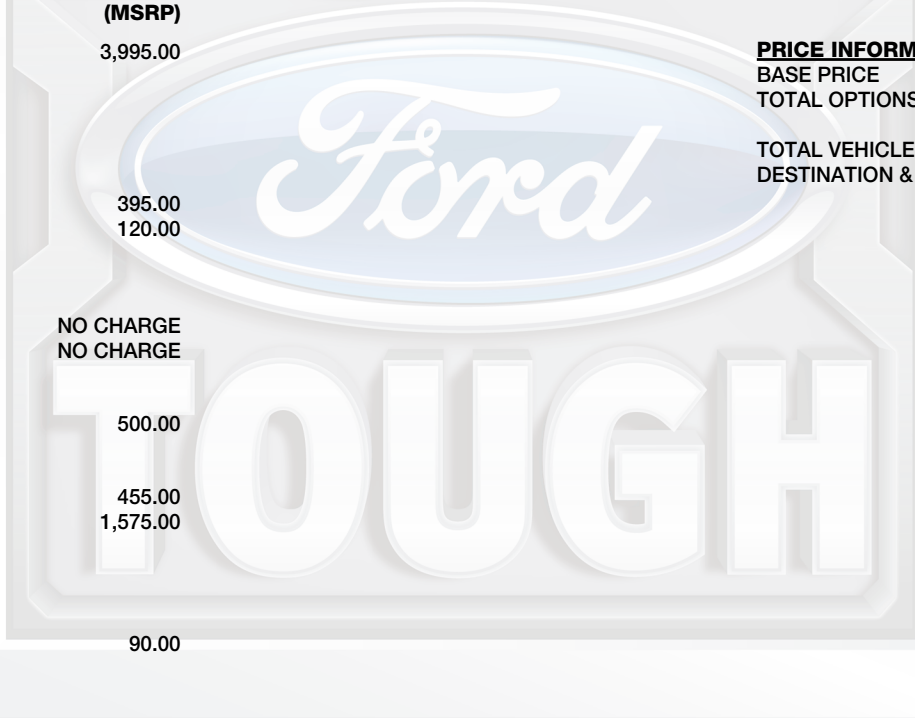 (MSRP)
3,995.00
395.00
120.00
NO CHARGE
NO CHARGE
500.00
455.00
1,575.00
90.00
PRICE INFORM
BASE PRICE
TOTAL OPTIONS
TOTAL VEHICLE
DESTINATION &
Ford
TOUGH